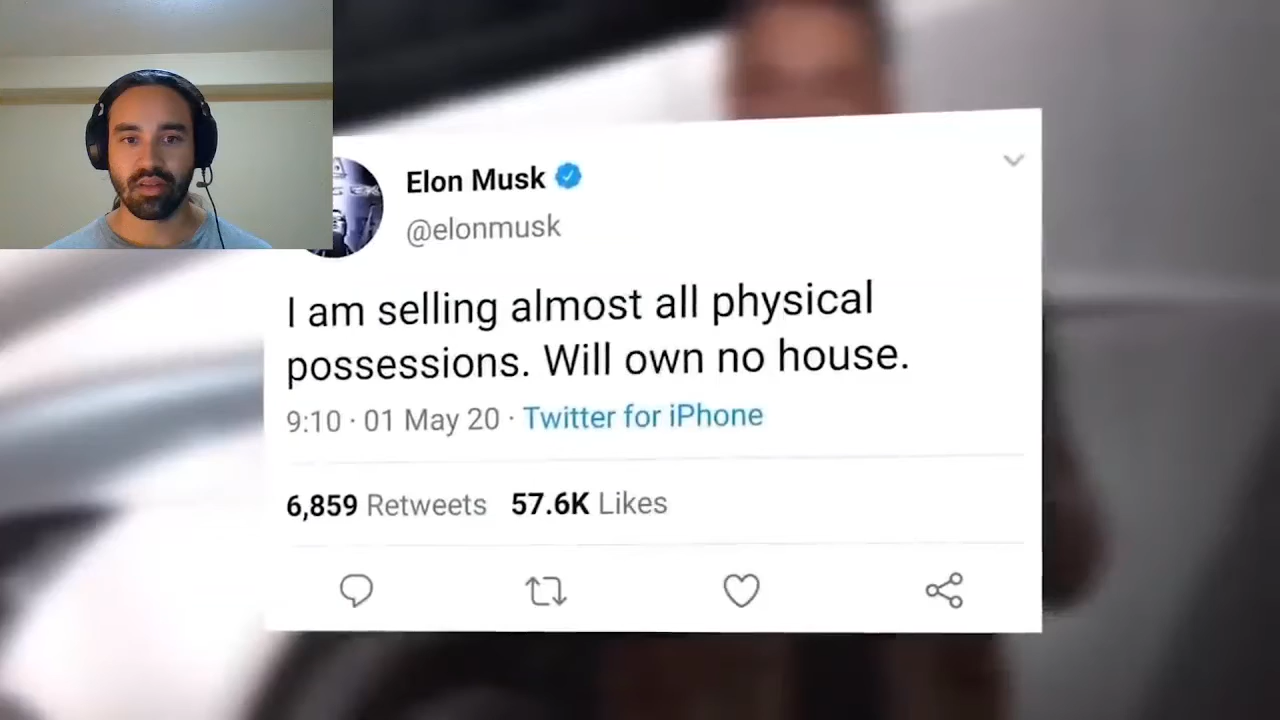 Elon Musk
@elonmusk
I am selling almost all physical
possessions. Will own no house.
9:10 · 01 May 20 · Twitter for iPhone
6,859 Retweets 57.6K Likes